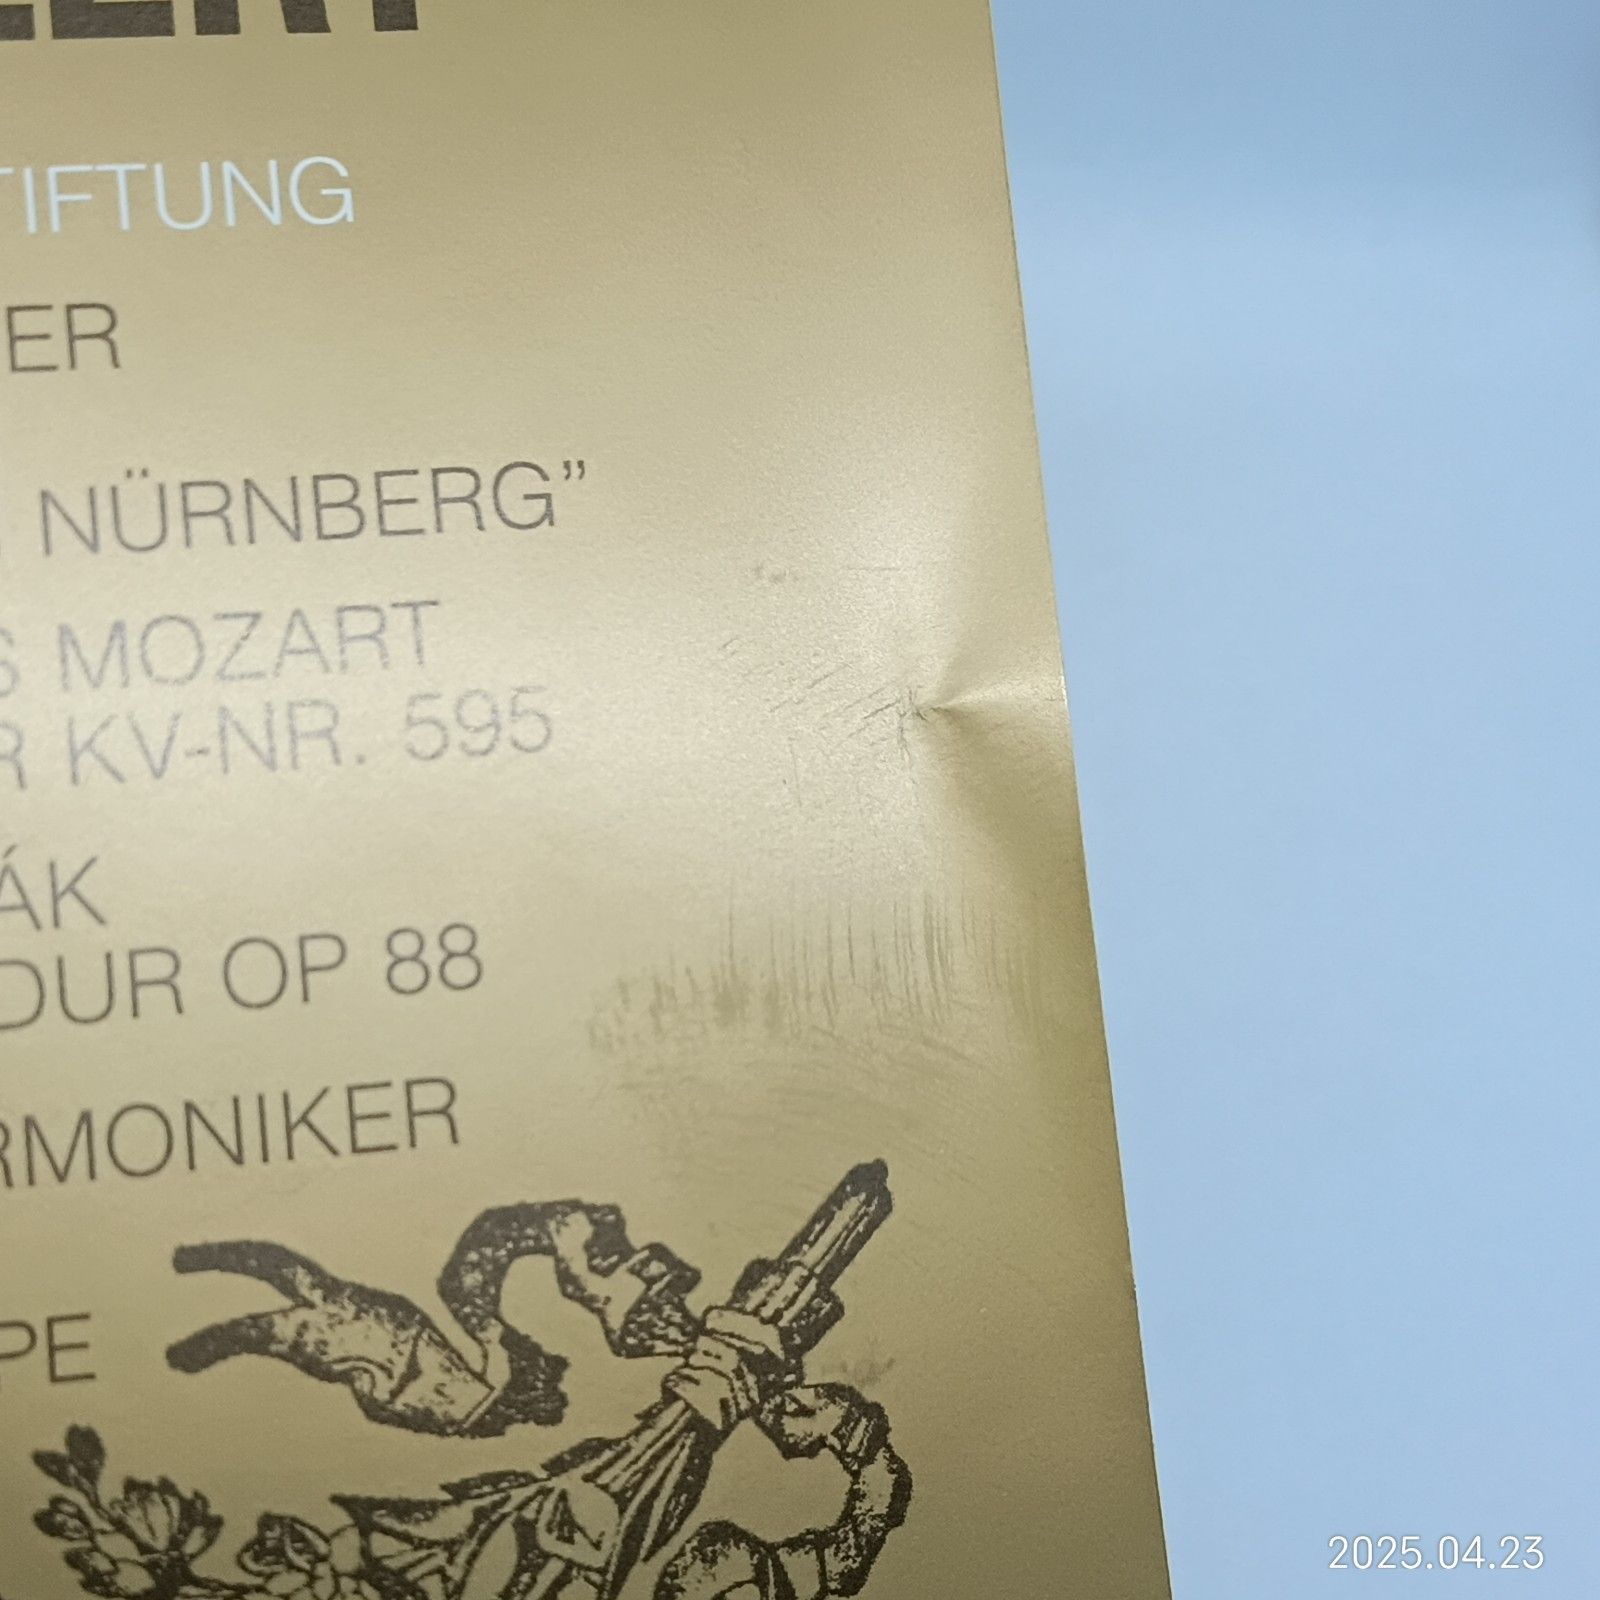 TIFTUNG
ER
NÜRNBERG”
S MOZART
R KV-NR. 595
ÁK
DUR OP 88
RMONIKER
PE
2025.04.23